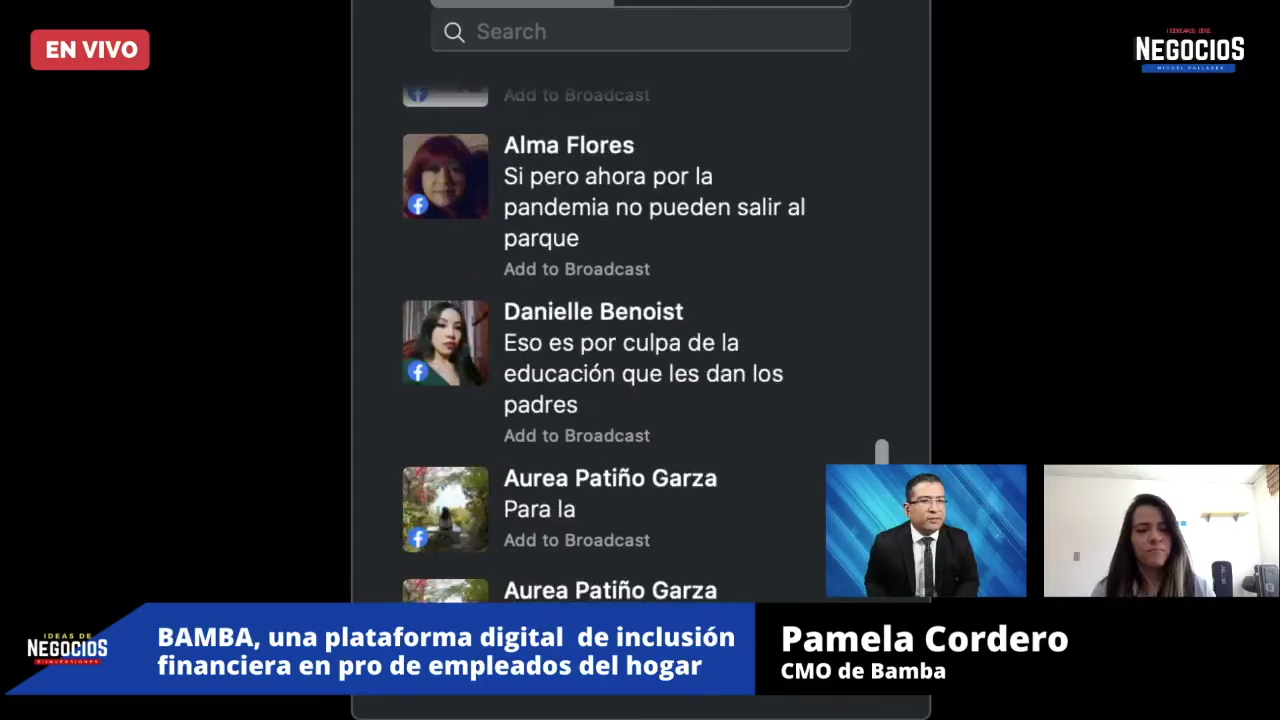 EN VIVO
Search
NEGOCIOS
Add to Broadcast
Alma Flores
Si pero ahora por la
pandemia no pueden salir al
parque
Add to Broadcast
Danielle Benoist
Eso es por culpa de la
educación que les dan los
padres
Add to Broadcast
Aurea Patiño Garza
Para la
Add to Broadcast
Aurea Patiño Garza
IDEAS DE
NEGOCIOS
E INVERSIONES
BAMBA, una plataforma digital de inclusión
financiera en pro de empleados del hogar
Pamela Cordero
CMO de Bamba